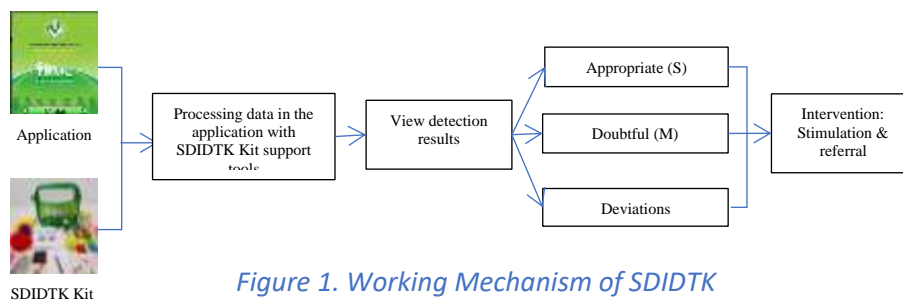 Application
SDIDTK Kit
Processing data in the
application with
SDIDTK Kit support
tools
View detection
results
Appropriate (S)
Doubtful (M)
Deviations
Intervention:
Stimulation &
referral
Figure 1. Working Mechanism of SDIDTK